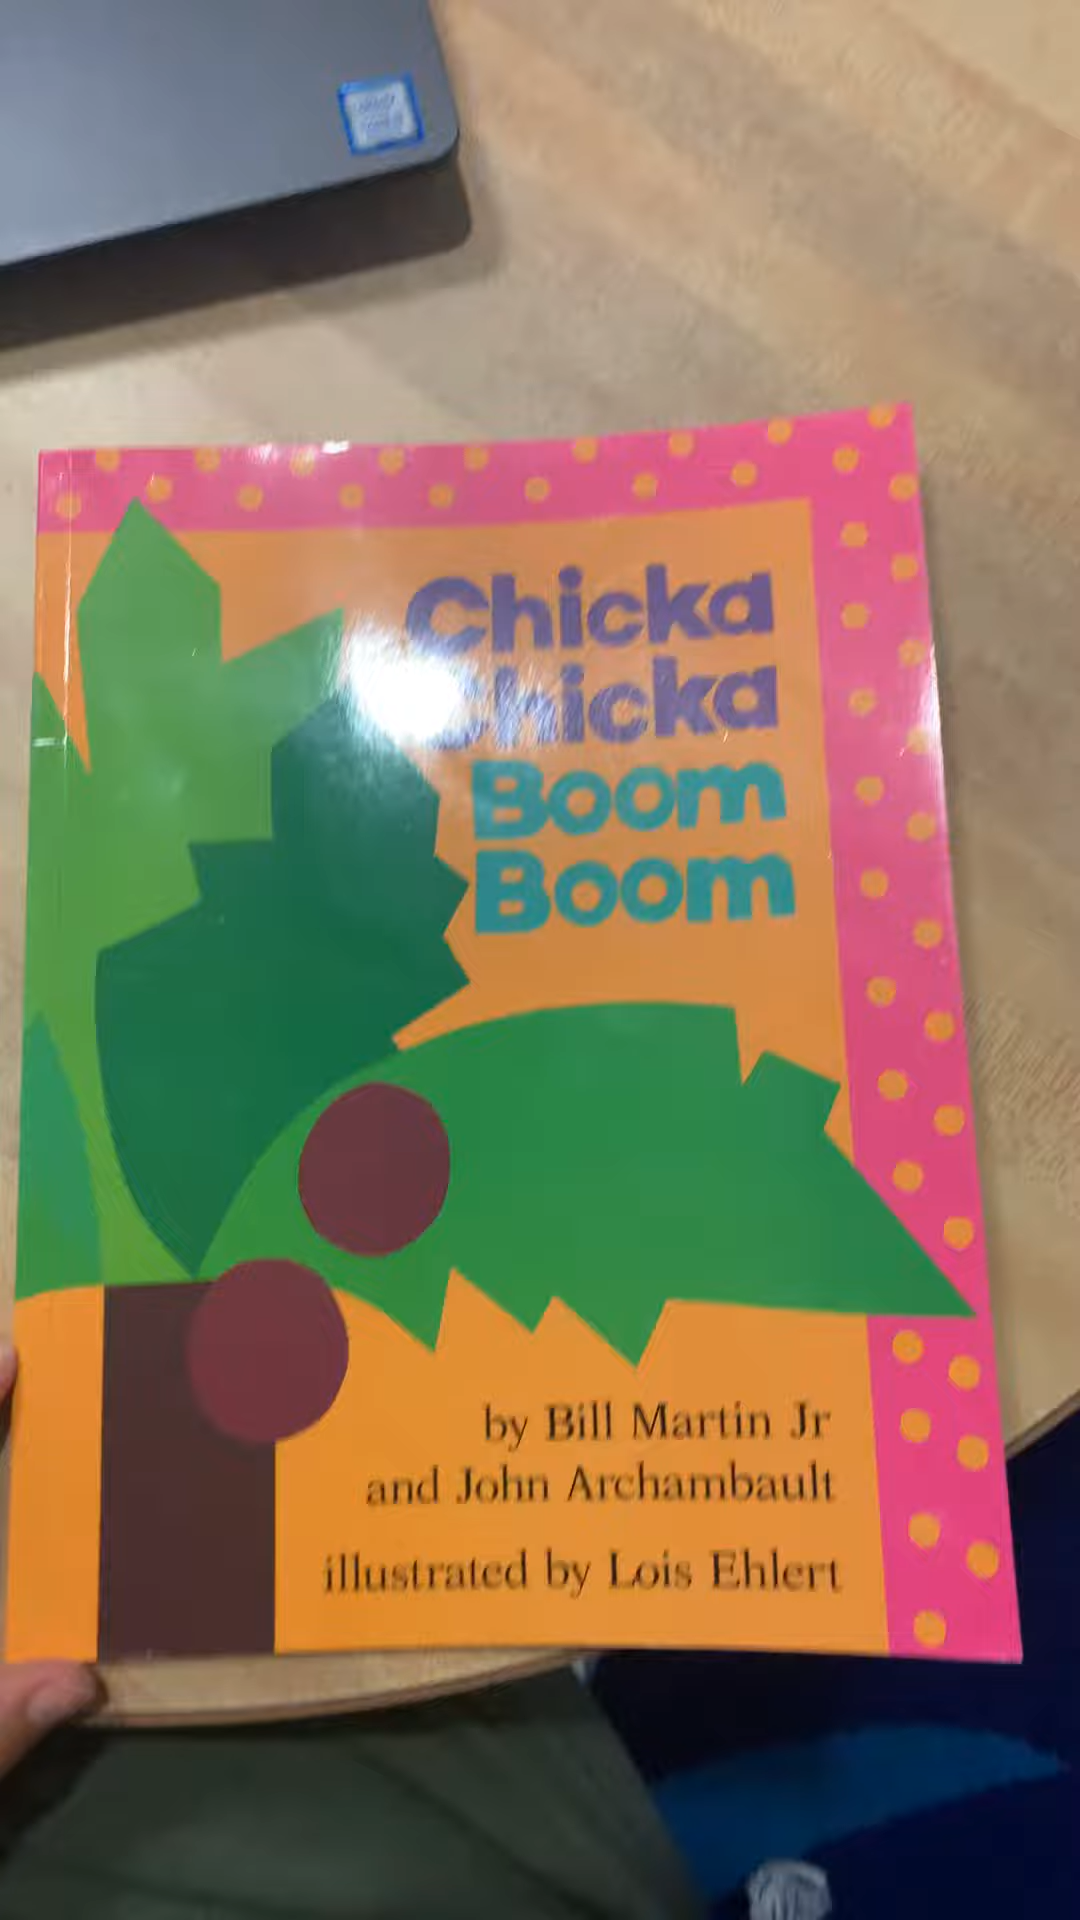 Chicka
Chicka
Boom
Boom
by Bill Martin Jr
and John Archambault
illustrated by Lois Ehlert